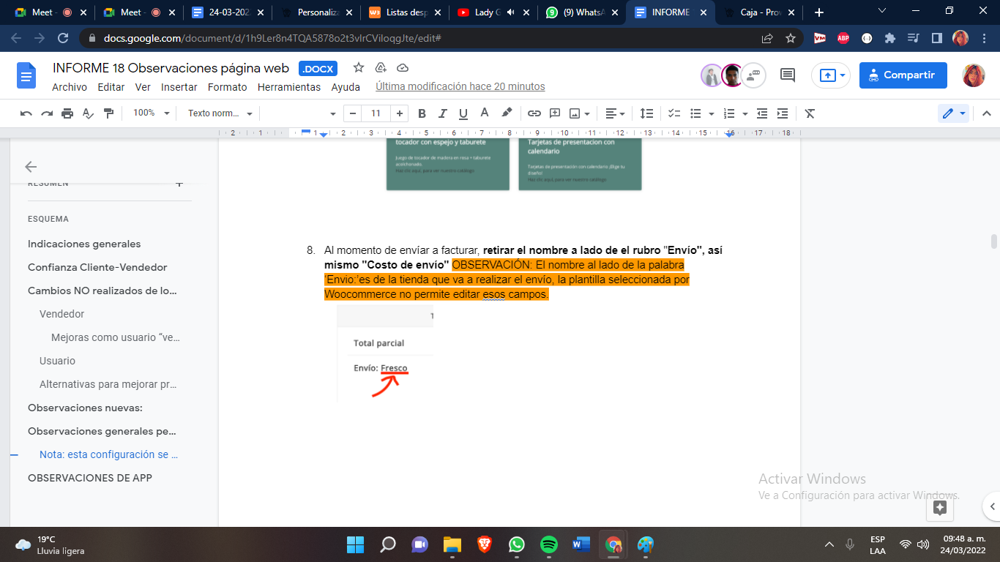 Meet -
Meet -
24-03-202
Personaliza
Listas desp
Lady G
(9) WhatsA
INFORME
Caja - Prov
docs.google.com/document/d/1h9Ler8n4TQA5878o2t3vIrCViIoqgJte/edit#
INFORME 18 Observaciones página web .DOCX
Compartir
Archivo Editar Ver Insertar Formato Herramientas Ayuda Última modificación hace 20 minutos
100% Texto norm... 11
2 1 1 2 3 4 5 6 7 8 9 10 11 12 13 14 15 16 17 18
RESUMEN
ESQUEMA
Indicaciones generales
Confianza Cliente-Vendedor
Cambios NO realizados de lo...
Vendedor
Mejoras como usuario “ve...
Usuario
Alternativas para mejorar pr...
Observaciones nuevas:
Observaciones generales pe...
Nota: esta configuración se ...
OBSERVACIONES DE APP
tocador con espejo y taburete
Juego de tocador de madera en resa + taburete
acolchonado.
Haz clic aquí, para ver nuestro catálogo
Tarjetas de presentacion con
calendario
Tarjetas de presentación con calendario ¡Elige tu
diseño!
Haz clic aquí, para ver nuestro catálogo
8. Al momento de envíar a facturar, retirar el nombre a lado de el rubro "Envío", así
mismo "Costo de envío" OBSERVACIÓN: El nombre al lado de la palabra
‘Envio:’es de la tienda que va a realizar el envío, la plantilla seleccionada por
Woocommerce no permite editar esos campos.
Total parcial
Envío: Fresco
Activar Windows
Ve a Configuración para activar Windows.
19°C
Lluvia ligera
ESP
LAA
09:48 a. m.
24/03/2022